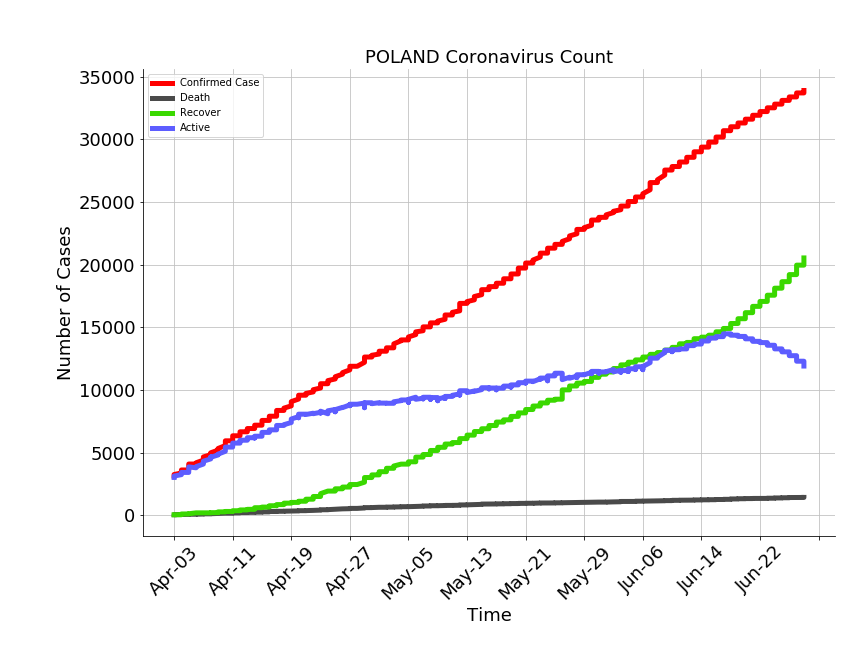 POLAND Coronavirus Count
Confirmed Case
Death
Recover
Active
35000
30000
25000
20000
15000
10000
5000
0
Number of Cases
Apr-03
Apr-11
Apr-19
Apr-27
May-05
May-13
May-21
May-29
Jun-06
Jun-14
Jun-22
Time